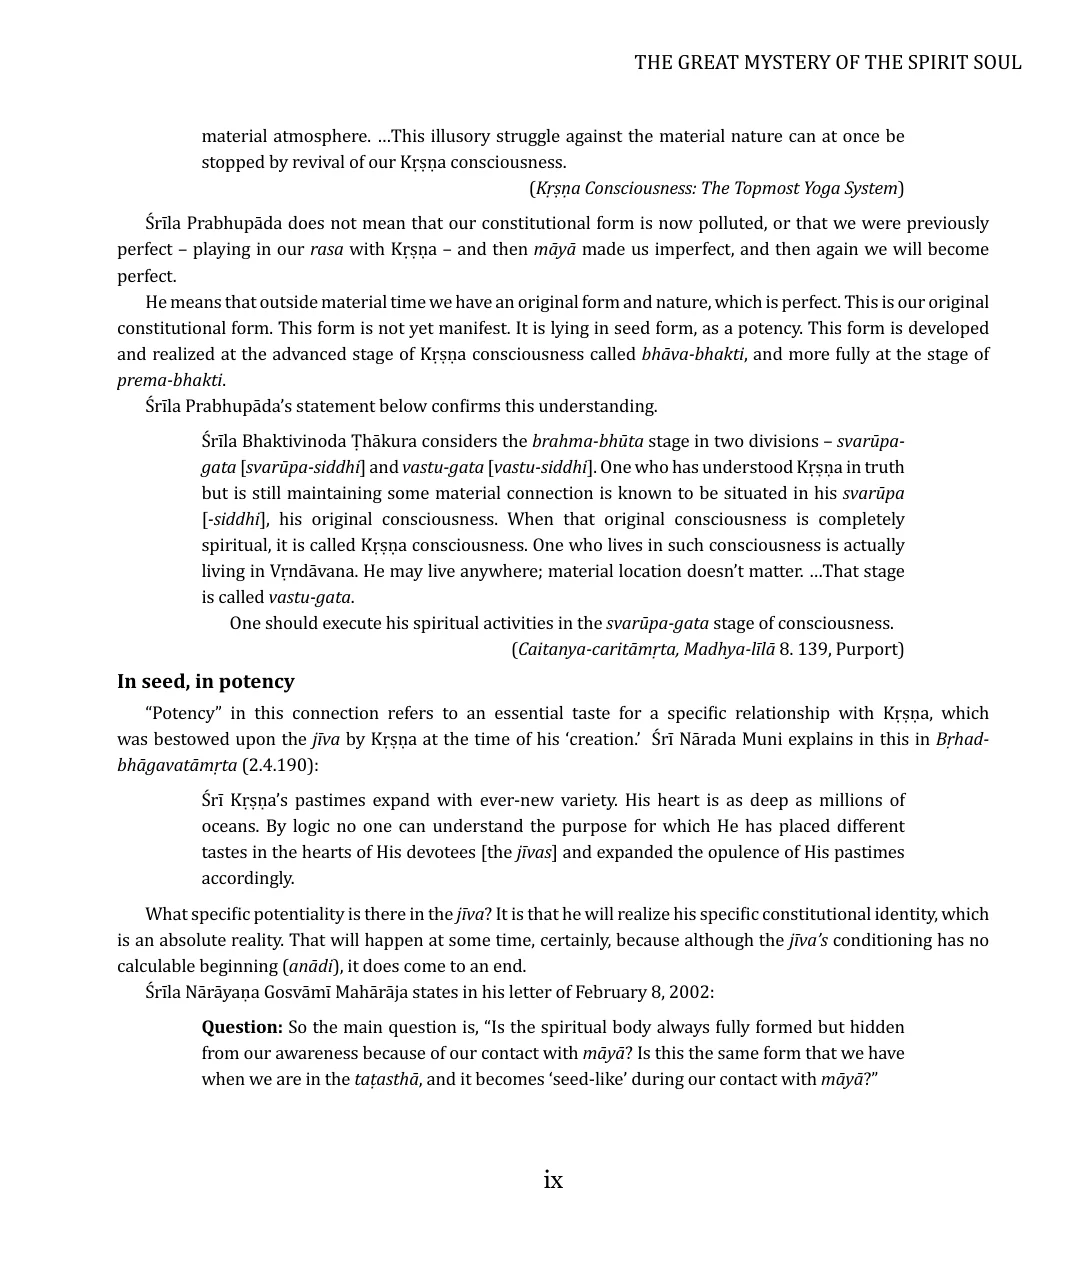 THE GREAT MYSTERY OF THE SPIRIT SOUL
material atmosphere. …This illusory struggle against the material nature can at once be
stopped by revival of our Kṛṣṇa consciousness.
(Kṛṣṇa Consciousness: The Topmost Yoga System)
Śrīla Prabhupāda does not mean that our constitutional form is now polluted, or that we were previously
perfect – playing in our rasa with Kṛṣṇa – and then māyā made us imperfect, and then again we will become
perfect.
He means that outside material time we have an original form and nature, which is perfect. This is our original
constitutional form. This form is not yet manifest. It is lying in seed form, as a potency. This form is developed
and realized at the advanced stage of Kṛṣṇa consciousness called bhāva-bhakti, and more fully at the stage of
prema-bhakti.
Śrīla Prabhupāda’s statement below confirms this understanding.
Śrīla Bhaktivinoda Ṭhākura considers the brahma-bhūta stage in two divisions – svarūpa-
gata [svarūpa-siddhi] and vastu-gata [vastu-siddhi]. One who has understood Kṛṣṇa in truth
but is still maintaining some material connection is known to be situated in his svarūpa
[-siddhi], his original consciousness. When that original consciousness is completely
spiritual, it is called Kṛṣṇa consciousness. One who lives in such consciousness is actually
living in Vṛndāvana. He may live anywhere; material location doesn’t matter. …That stage
is called vastu-gata.
One should execute his spiritual activities in the svarūpa-gata stage of consciousness.
(Caitanya-caritāmṛta, Madhya-līlā 8. 139, Purport)
In seed, in potency
“Potency” in this connection refers to an essential taste for a specific relationship with Kṛṣṇa, which
was bestowed upon the jīva by Kṛṣṇa at the time of his ‘creation.’ Śrī Nārada Muni explains in this in Bṛhad-
bhāgavatāmṛta (2.4.190):
Śrī Kṛṣṇa’s pastimes expand with ever-new variety. His heart is as deep as millions of
oceans. By logic no one can understand the purpose for which He has placed different
tastes in the hearts of His devotees [the jīvas] and expanded the opulence of His pastimes
accordingly.
What specific potentiality is there in the jīva? It is that he will realize his specific constitutional identity, which
is an absolute reality. That will happen at some time, certainly, because although the jīva’s conditioning has no
calculable beginning (anādi), it does come to an end.
Śrīla Nārāyaṇa Gosvāmī Mahārāja states in his letter of February 8, 2002:
Question: So the main question is, “Is the spiritual body always fully formed but hidden
from our awareness because of our contact with māyā? Is this the same form that we have
when we are in the taṭasthā, and it becomes ‘seed-like’ during our contact with māyā?”
ix